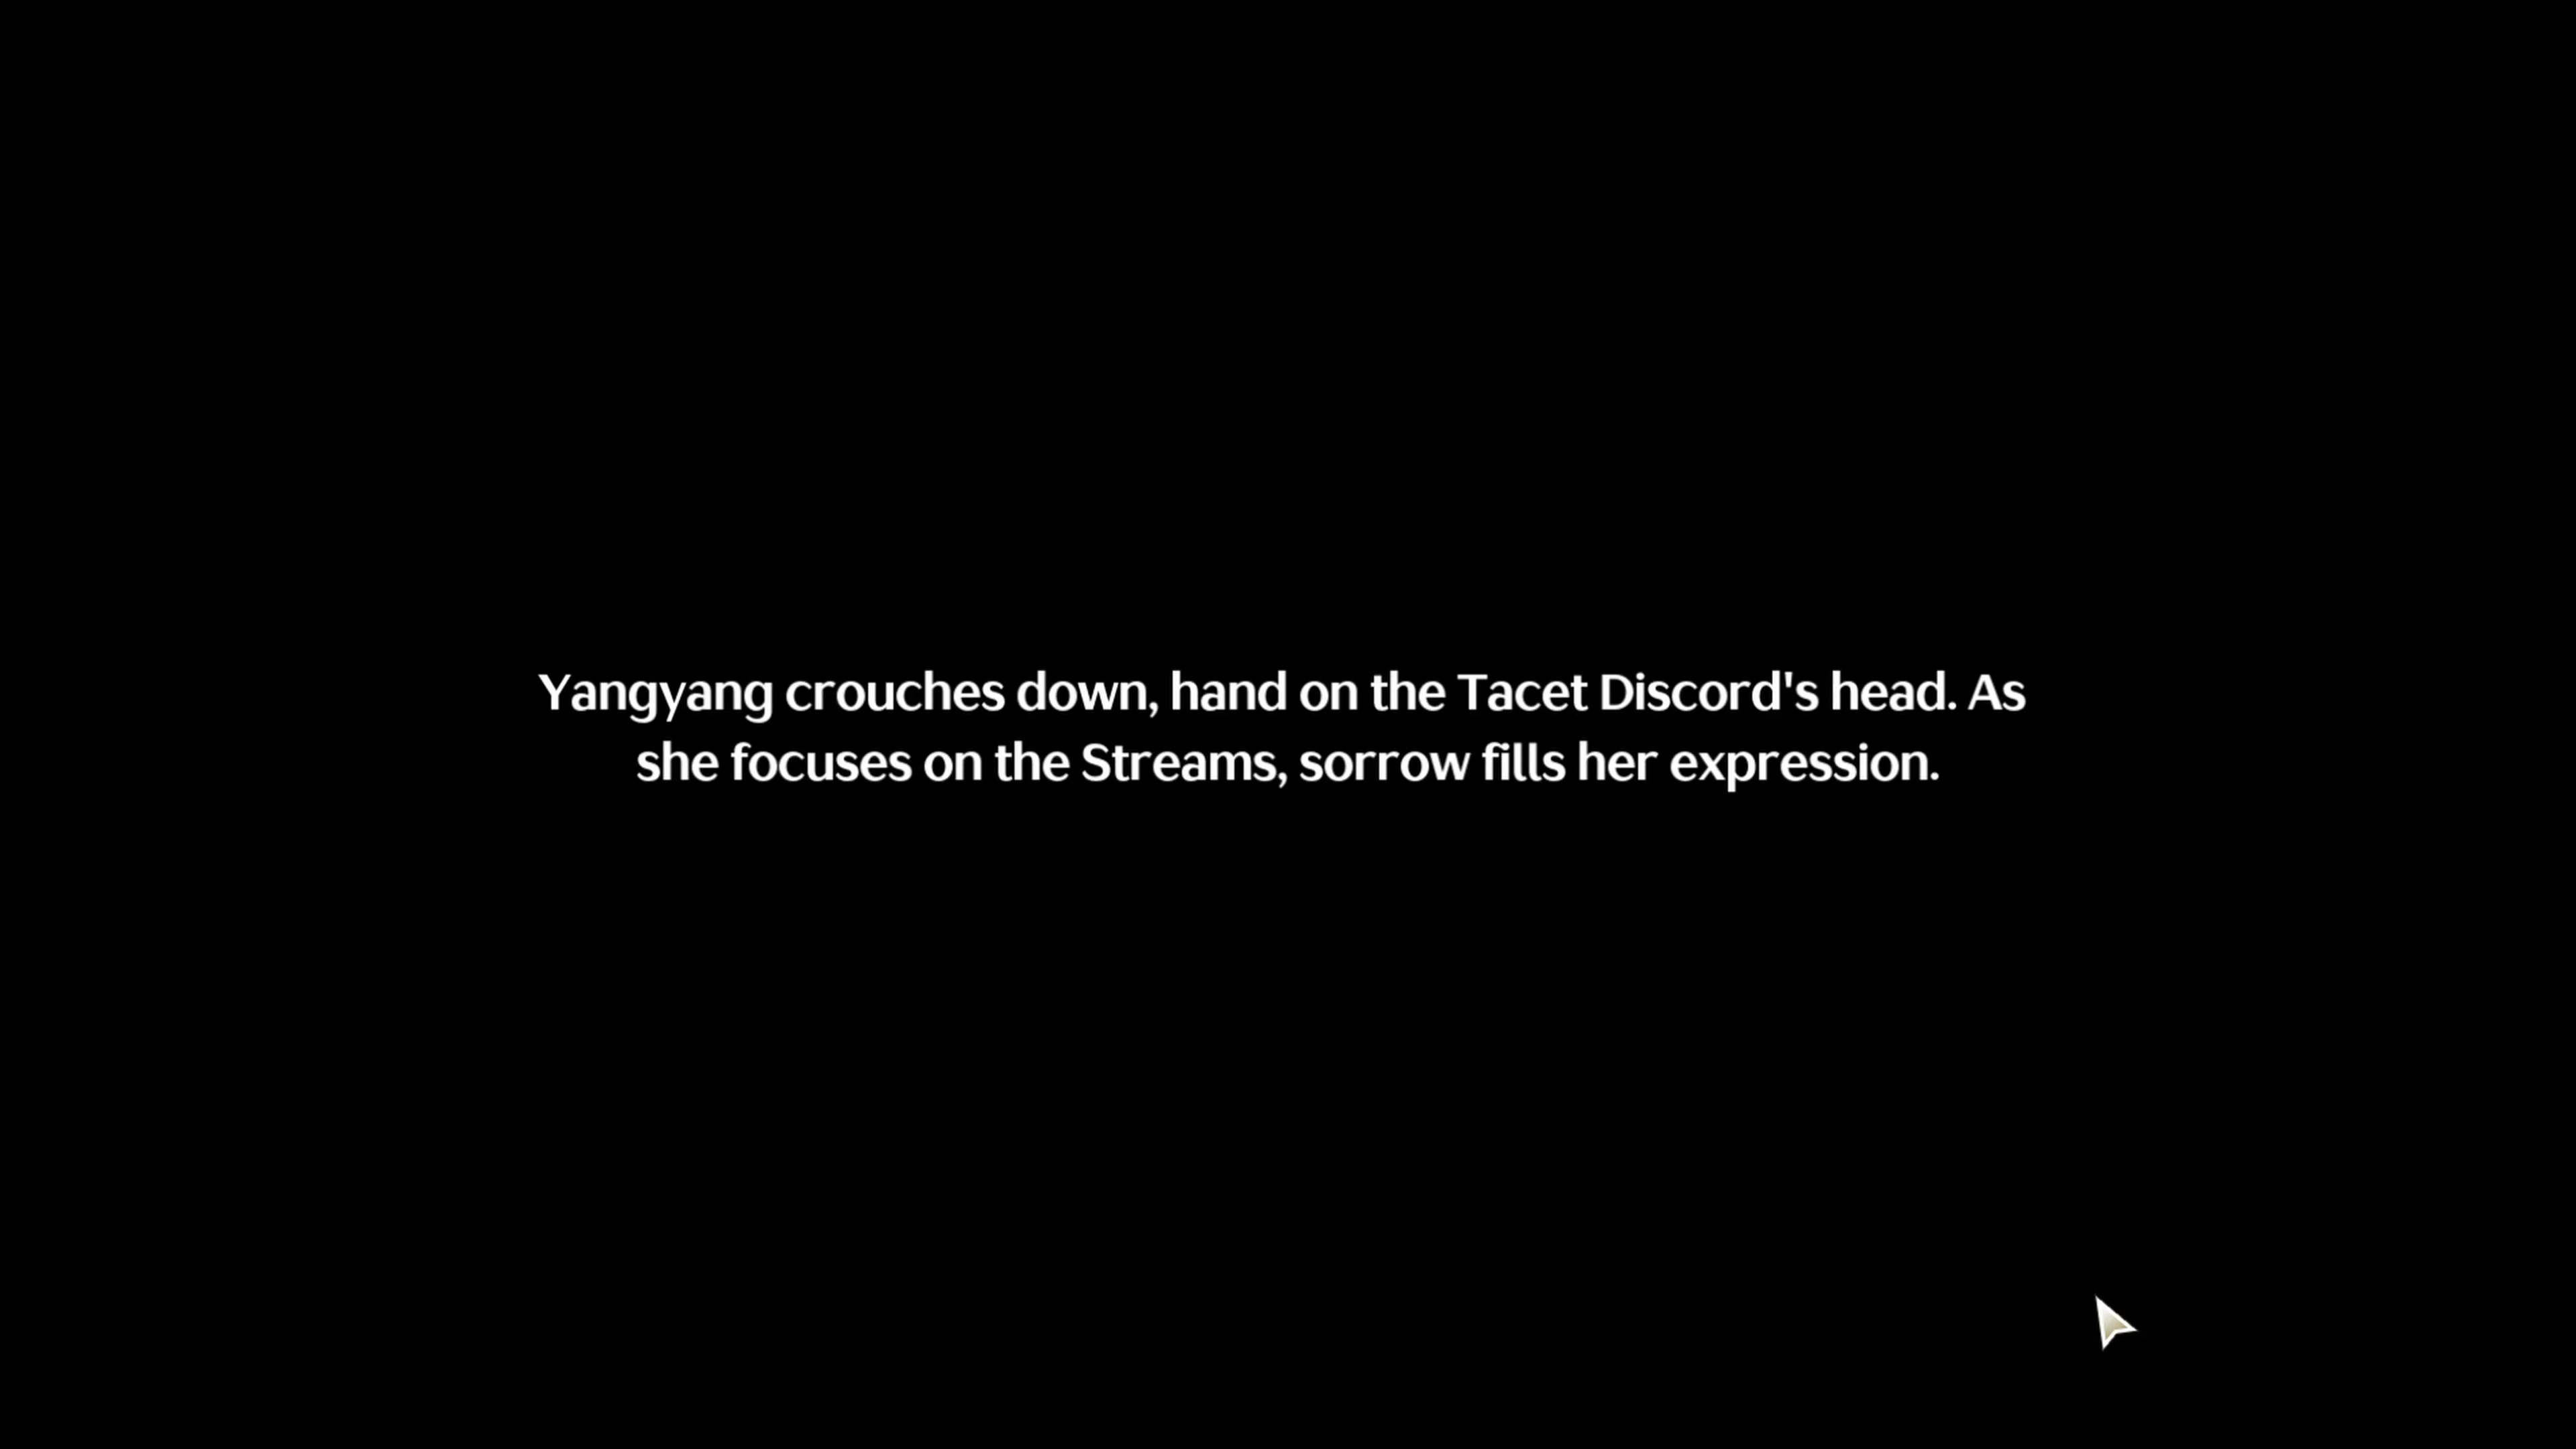 Yangyang crouches down, hand on the Tacet Discord's head. As
she focuses on the Streams, sorrow fills her expression.